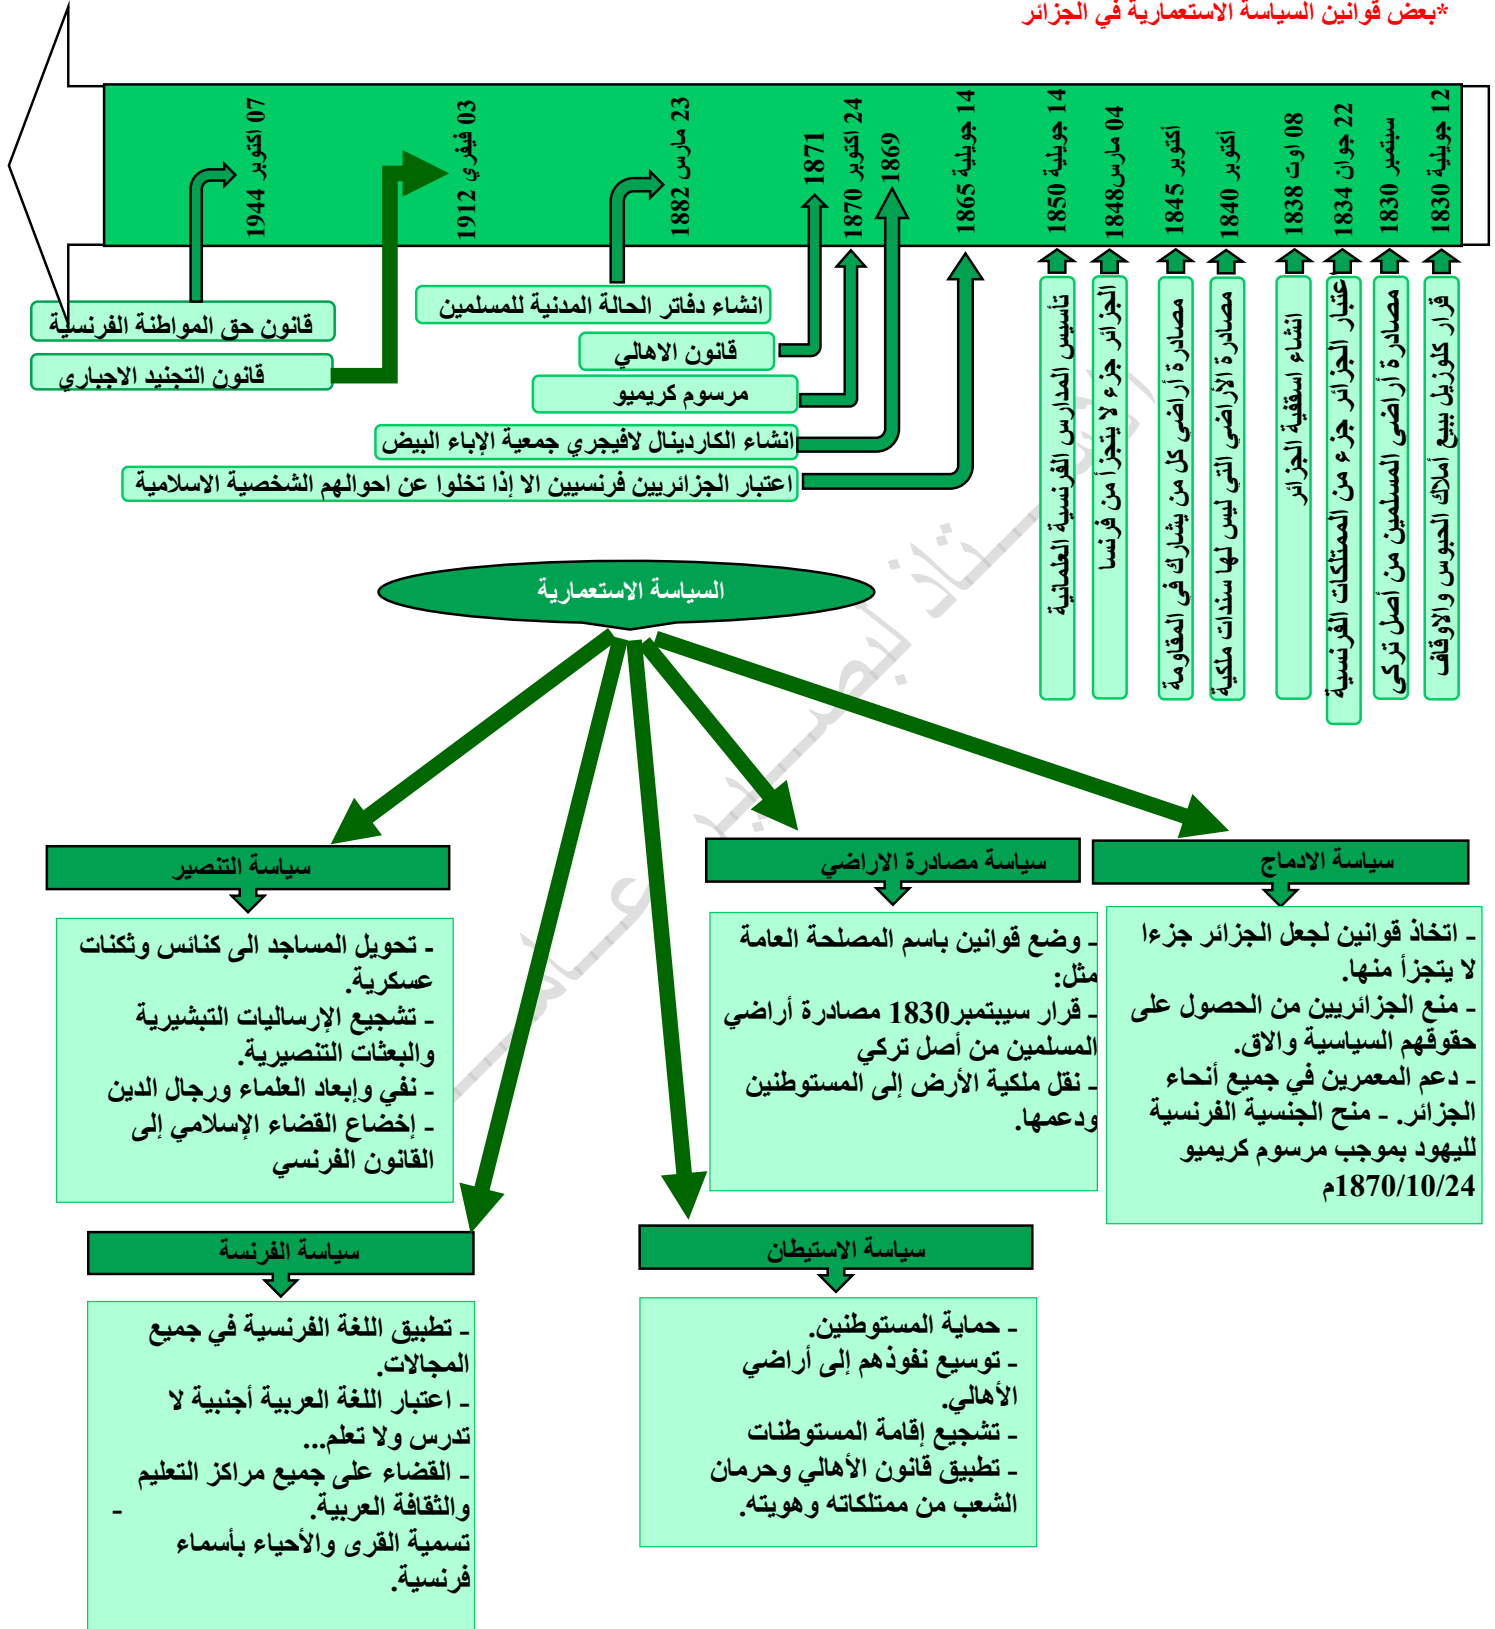 *بعض قوانين السياسة الاستعمارية في الجزائر
12 جويلية 1830
سبتمبر 1830
22 جوان 1834
08 اوت 1838
أكتوبر 1840
أكتوبر 1845
04 مارس1848
14 جويلية 1850
14 جويلية 1865
1869
24 اكتوبر 1870
1871
23 مارس 1882
03 فيفري 1912
07 اكتوبر 1944
قرار كلوزيل ببيع أملاك الحبوس والاوقاف
مصادرة أراضي المسلمين من أصل تركي
عتبار الجزائر جزء من الممتلكات الفرنسية
انشاء اسقفية الجزائر
مصادرة الأراضي التي ليس لها سندات ملكية
مصادرة أراضي كل من يشارك في المقاومة
الجزائر جزء لا يتجزأ من فرنسا
تأسيس المدارس الفرنسية العلمانية
اعتبار الجزائريين فرنسيين الا إذا تخلوا عن احوالهم الشخصية الاسلامية
انشاء الكاردينال لافيجري جمعية الإباء البيض
مرسوم كريميو
قانون الاهالي
انشاء دفاتر الحالة المدنية للمسلمين
قانون التجنيد الاجباري
قانون حق المواطنة الفرنسية
السياسة الاستعمارية
سياسة الادماج
- اتخاذ قوانين لجعل الجزائر جزءا
لا يتجزأ منها.
- منع الجزائريين من الحصول على
حقوقهم السياسية والاق.
- دعم المعمرين في جميع أنحاء
الجزائر. - منح الجنسية الفرنسية
لليهود بموجب مرسوم كريميو
1870/10/24م
سياسة مصادرة الاراضي
- وضع قوانين باسم المصلحة العامة
مثل:
- قرار سيبتمبر1830 مصادرة أراضي
المسلمين من أصل تركي
- نقل ملكية الأرض إلى المستوطنين
ودعمها.
سياسة التنصير
- تحويل المساجد الى كنائس وثكنات
عسكرية.
- تشجيع الإرساليات التبشيرية
والبعثات التنصيرية.
- نفي وإبعاد العلماء ورجال الدين
- إخضاع القضاء الإسلامي إلى
القانون الفرنسي
سياسة الاستيطان
- حماية المستوطنين.
- توسيع نفوذهم إلى أراضي
الأهالي.
- تشجيع إقامة المستوطنات
- تطبيق قانون الأهالي وحرمان
الشعب من ممتلكاته وهويته.
سياسة الفرنسة
- تطبيق اللغة الفرنسية في جميع
المجالات.
- اعتبار اللغة العربية أجنبية لا
تدرس ولا تعلم...
- القضاء على جميع مراكز التعليم
والثقافة العربية. -
تسمية القرى والأحياء بأسماء
فرنسية.